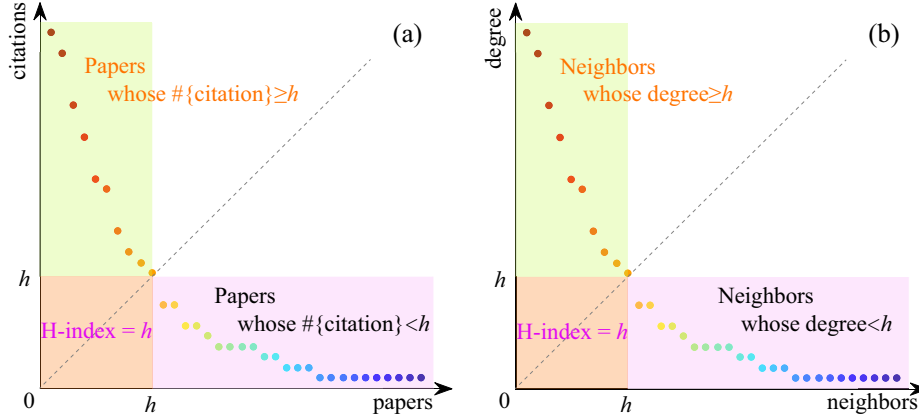 citations
(a)
Papers
whose #{citation}≥h
h
Papers
whose #{citation}<h
H-index = h
0
h
papers
degree
(b)
Neighbors
whose degree≥h
h
Neighbors
whose degree<h
H-index = h
0
h
neighbors